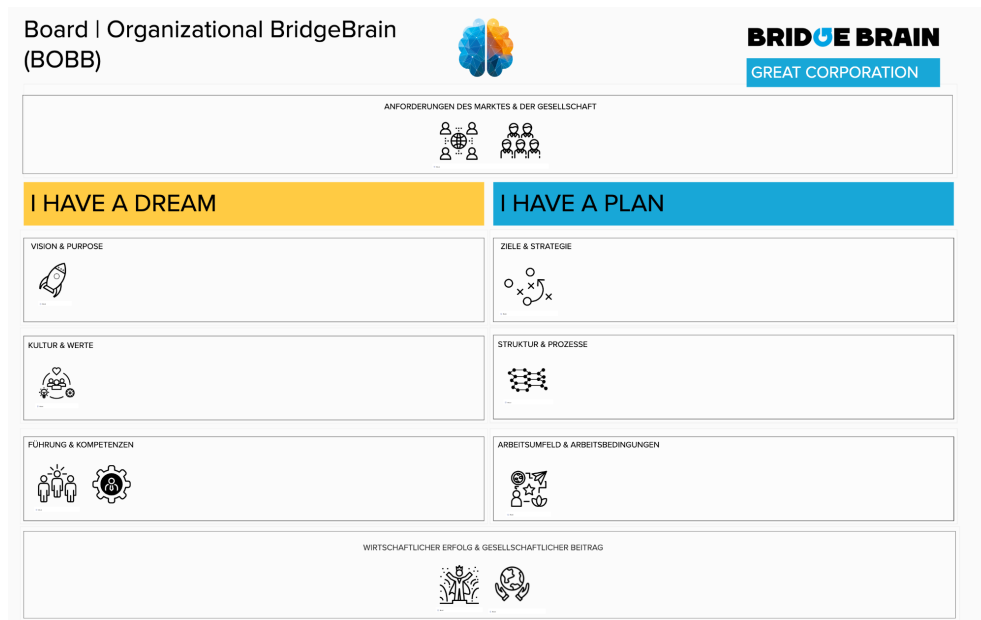 Board | Organizational BridgeBrain
(BOBB)
BRIDGE BRAIN
GREAT CORPORATION
ANFORDERUNGEN DES MARKTES & DER GESELLSCHAFT
I HAVE A DREAM
I HAVE A PLAN
VISION & PURPOSE
ZIELE & STRATEGIE
KULTUR & WERTE
STRUKTUR & PROZESSE
FÜHRUNG & KOMPETENZEN
ARBEITSUMFELD & ARBEITSBEDINGUNGEN
WIRTSCHAFTLICHER ERFOLG & GESELLSCHAFTLICHER BEITRAG